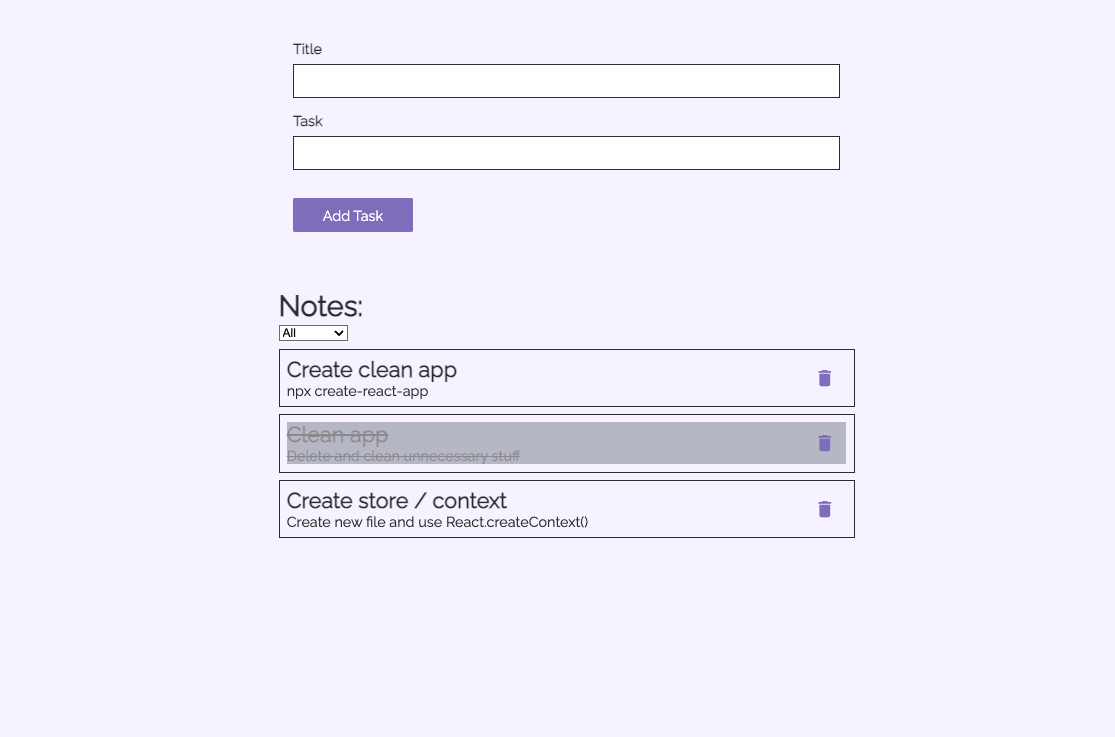 Title
Task
Add Task
Notes:
All
Create clean app
npx create-react-app
Clean app
Delete and clean unnecessary stuff
Create store / context
Create new file and use React.createContext()